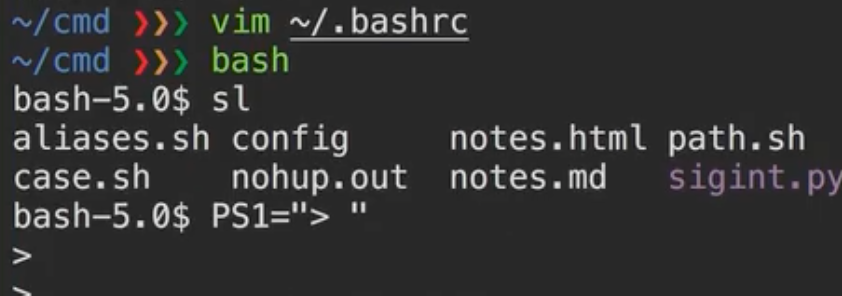 ~/cmd ❯❯❯ vim ~/.bashrc
~/cmd ❯❯❯ bash
bash-5.0$ sl
aliases.sh config     notes.html path.sh
case.sh    nohup.out  notes.md   sigint.py
bash-5.0$ PS1="> "
>
>